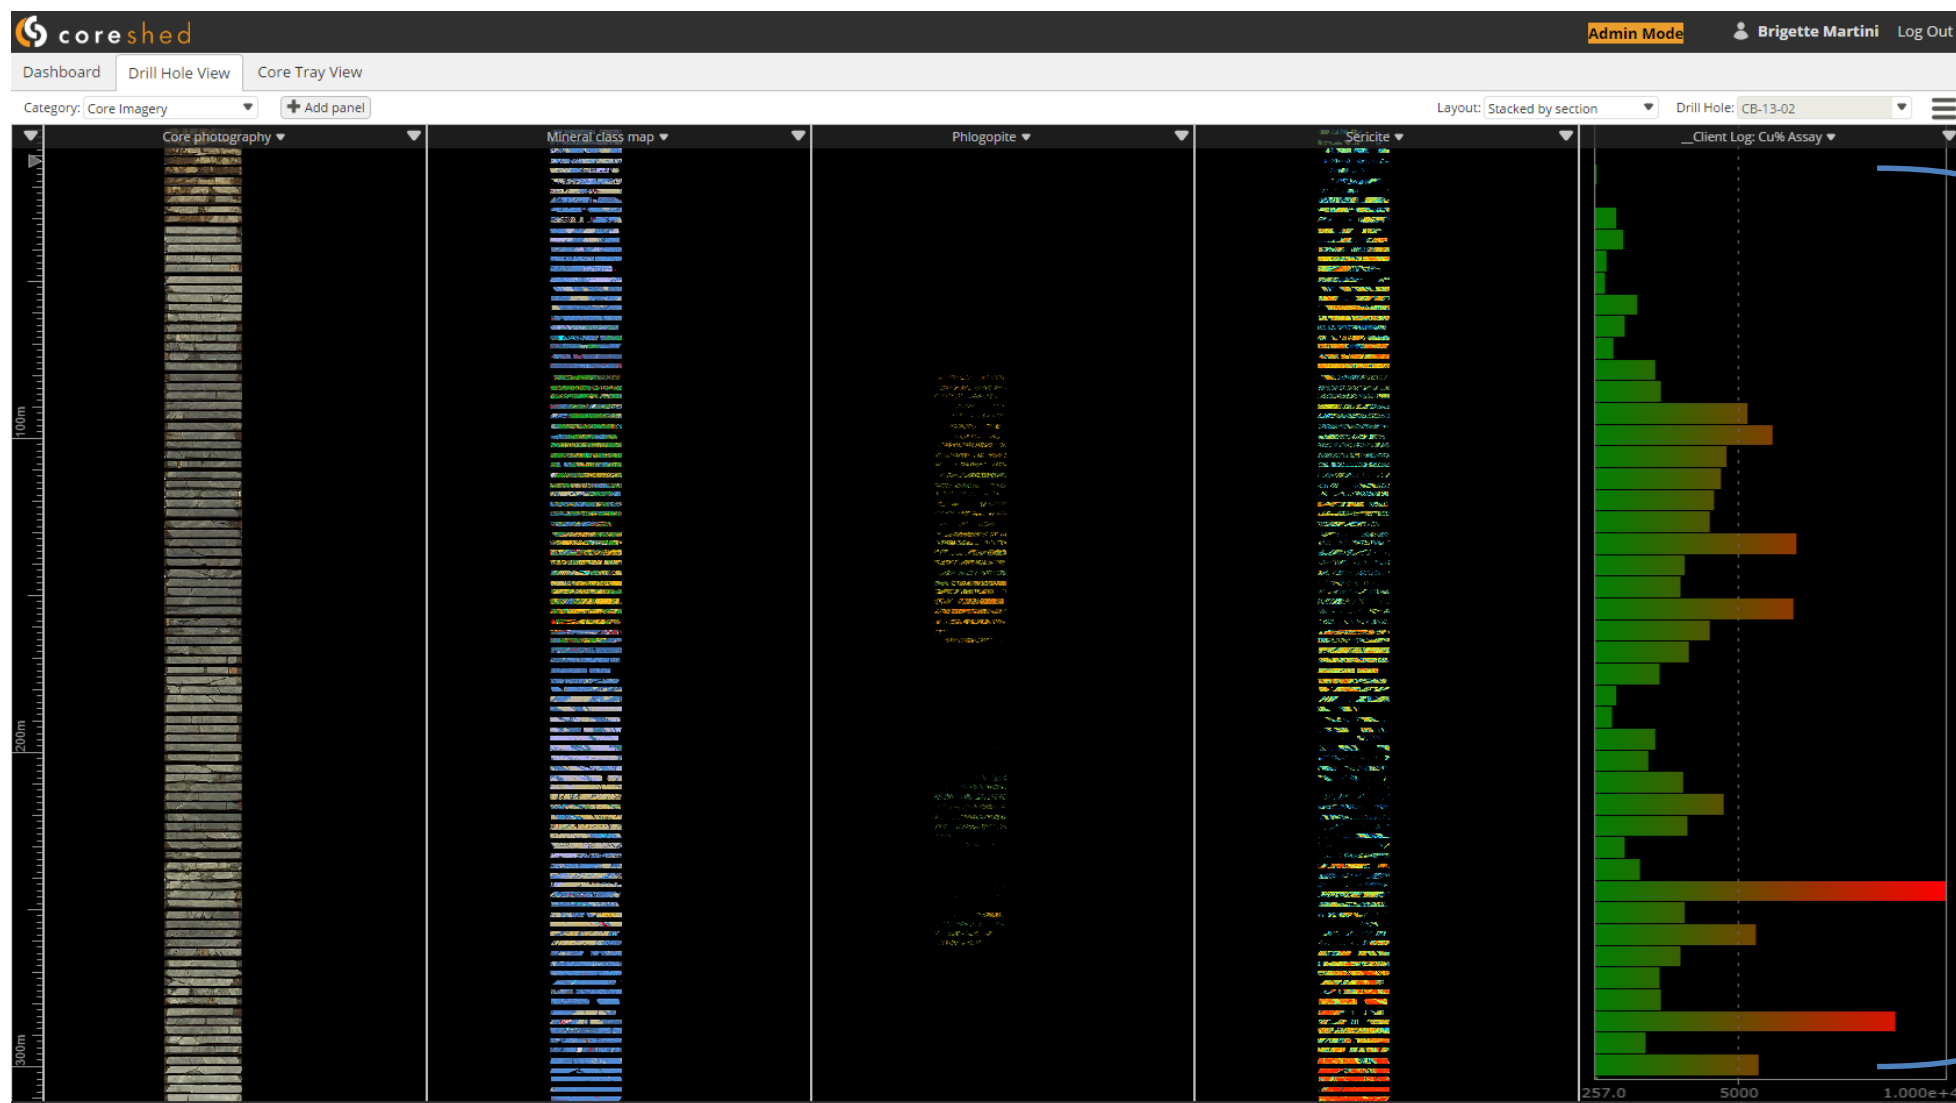 coreshed
Admin Mode
Brigette Martini
Log Out
Dashboard
Drill Hole View
Core Tray View
Category: Core Imagery
Add panel
Layout: Stacked by section
Drill Hole: CB-13-02
Core photography
Mineral class map
Phlogopite
Sericite
__Client Log: Cu% Assay
100m
200m
300m
257.0
5000
1.000e+